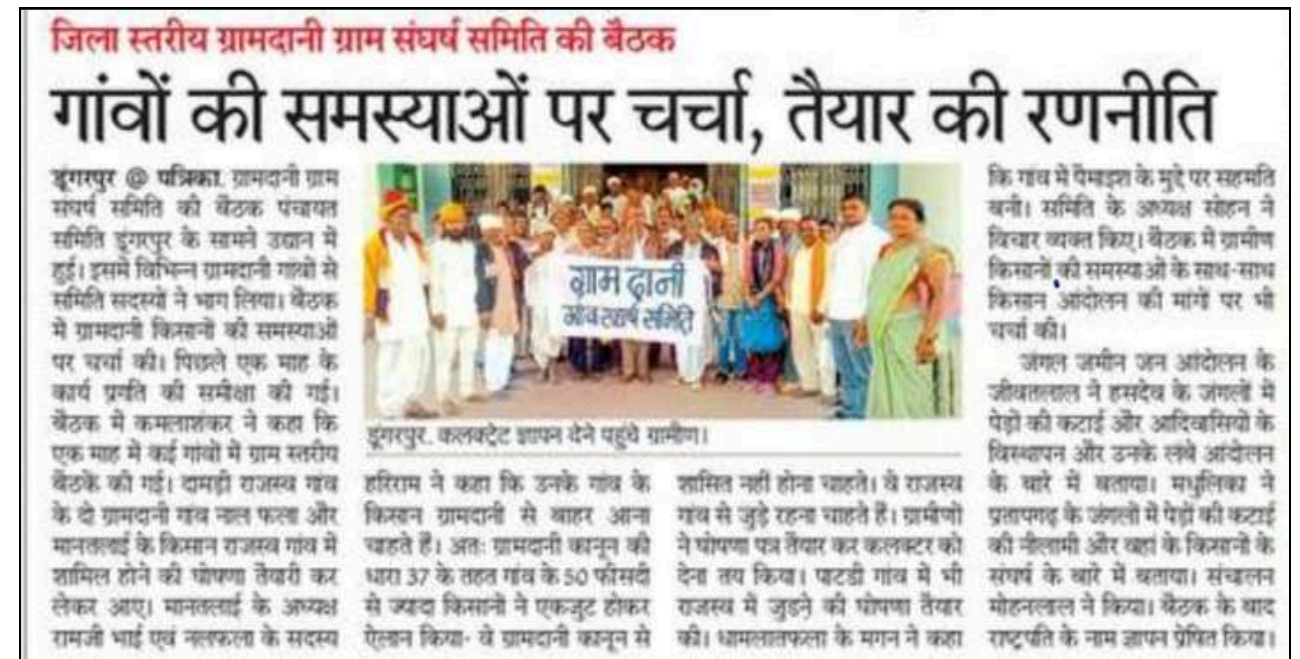 जिला स्तरीय ग्रामदानी ग्राम संघर्ष समिति की बैठक
गांवों की समस्याओं पर चर्चा, तैयार की रणनीति
डूंगरपुर @ पत्रिका. ग्रामदानी ग्राम
संघर्ष समिति की बैठक पंचायत
समिति डूंगरपुर के सामने उद्यान में
हुई। इसमें विभिन्न ग्रामदानी गांवों से
समिति सदस्यों ने भाग लिया। बैठक
में ग्रामदानी किसानों की समस्याओं
पर चर्चा की। पिछले एक माह के
कार्य प्रगति की समीक्षा की गई।
बैठक में कमलाशंकर ने कहा कि
एक माह में कई गांवों में ग्राम स्तरीय
बैठकें की गई। दामड़ी राजस्व गांव
के दो ग्रामदानी गांव नाल फला और
मानतलाई के किसान राजस्व गांव में
शामिल होने की घोषणा तैयारी कर
लेकर आए। मानतलाई के अध्यक्ष
रामजी भाई एवं नलफला के सदस्य
ग्राम दानी
गांव संघर्ष समिति
डूंगरपुर. कलक्ट्रेट ज्ञापन देने पहुंचे ग्रामीण।
हरिराम ने कहा कि उनके गांव के
किसान ग्रामदानी से बाहर आना
चाहते हैं। अतः ग्रामदानी कानून की
धारा 37 के तहत गांव के 50 फीसदी
से ज्यादा किसानों ने एकजुट होकर
ऐलान किया- वे ग्रामदानी कानून से
शासित नहीं होना चाहते। वे राजस्व
गांव से जुड़े रहना चाहते हैं। ग्रामीणों
ने घोषणा पत्र तैयार कर कलक्टर को
देना तय किया। पाटडी गांव में भी
राजस्व में जुड़ने की घोषणा तैयार
की। धामलातफला के मगन ने कहा
कि गांव में पैमाइश के मुद्दे पर सहमति
बनी। समिति के अध्यक्ष सोहन ने
विचार व्यक्त किए। बैठक में ग्रामीण
किसानों की समस्याओं के साथ-साथ
किसान आंदोलन की मांगों पर भी
चर्चा की।
जंगल जमीन जन आंदोलन के
जीवतलाल ने हसदेव के जंगलों में
पेड़ों की कटाई और आदिवासियों के
विस्थापन और उनके लंबे आंदोलन
के बारे में बताया। मधुलिका ने
प्रतापगढ़ के जंगलों में पेड़ों की कटाई
की नीलामी और वहां के किसानों के
संघर्ष के बारे में बताया। संचालन
मोहनलाल ने किया। बैठक के बाद
राष्ट्रपति के नाम ज्ञापन प्रेषित किया।